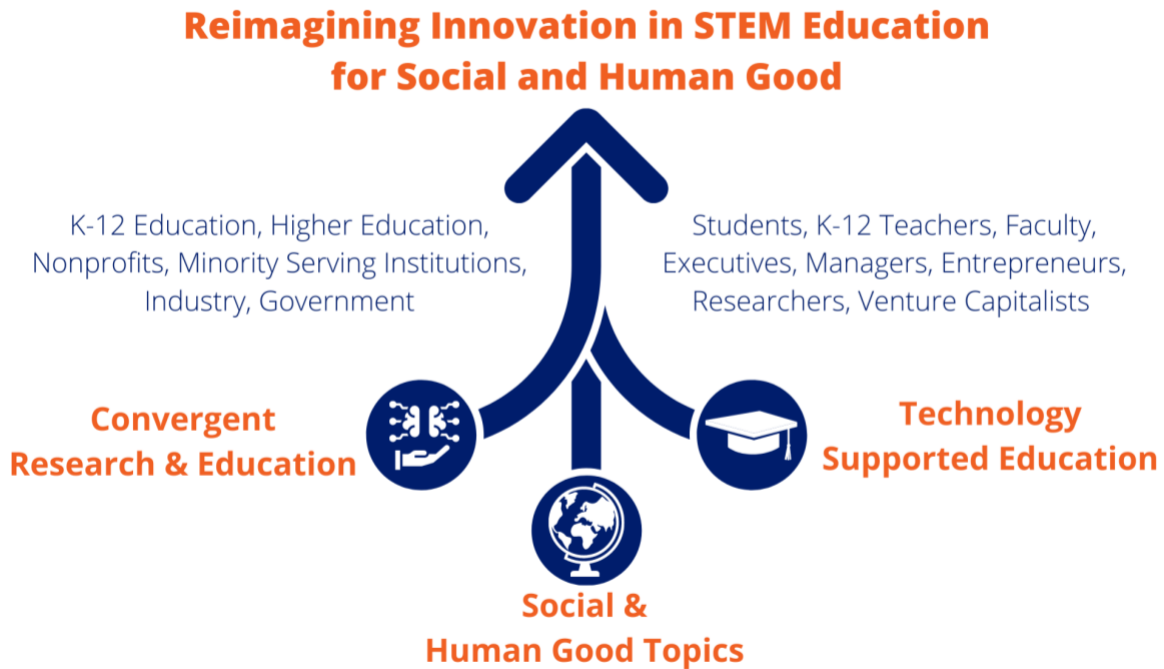 Reimagining Innovation in STEM Education
for Social and Human Good
K-12 Education, Higher Education,
Nonprofits, Minority Serving Institutions,
Industry, Government
Students, K-12 Teachers, Faculty,
Executives, Managers, Entrepreneurs,
Researchers, Venture Capitalists
Convergent
Research & Education
Technology
Supported Education
Social &
Human Good Topics